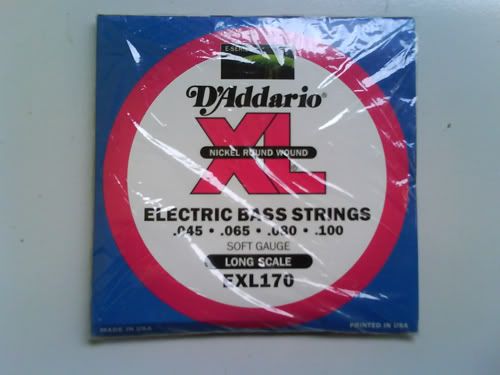 E-SERIES
D'Addario®
XL
NICKEL ROUND WOUND
ELECTRIC BASS STRINGS
.045 • .065 • .080 • .100
SOFT GAUGE
LONG SCALE
EXL170
MADE IN USA
PRINTED IN USA